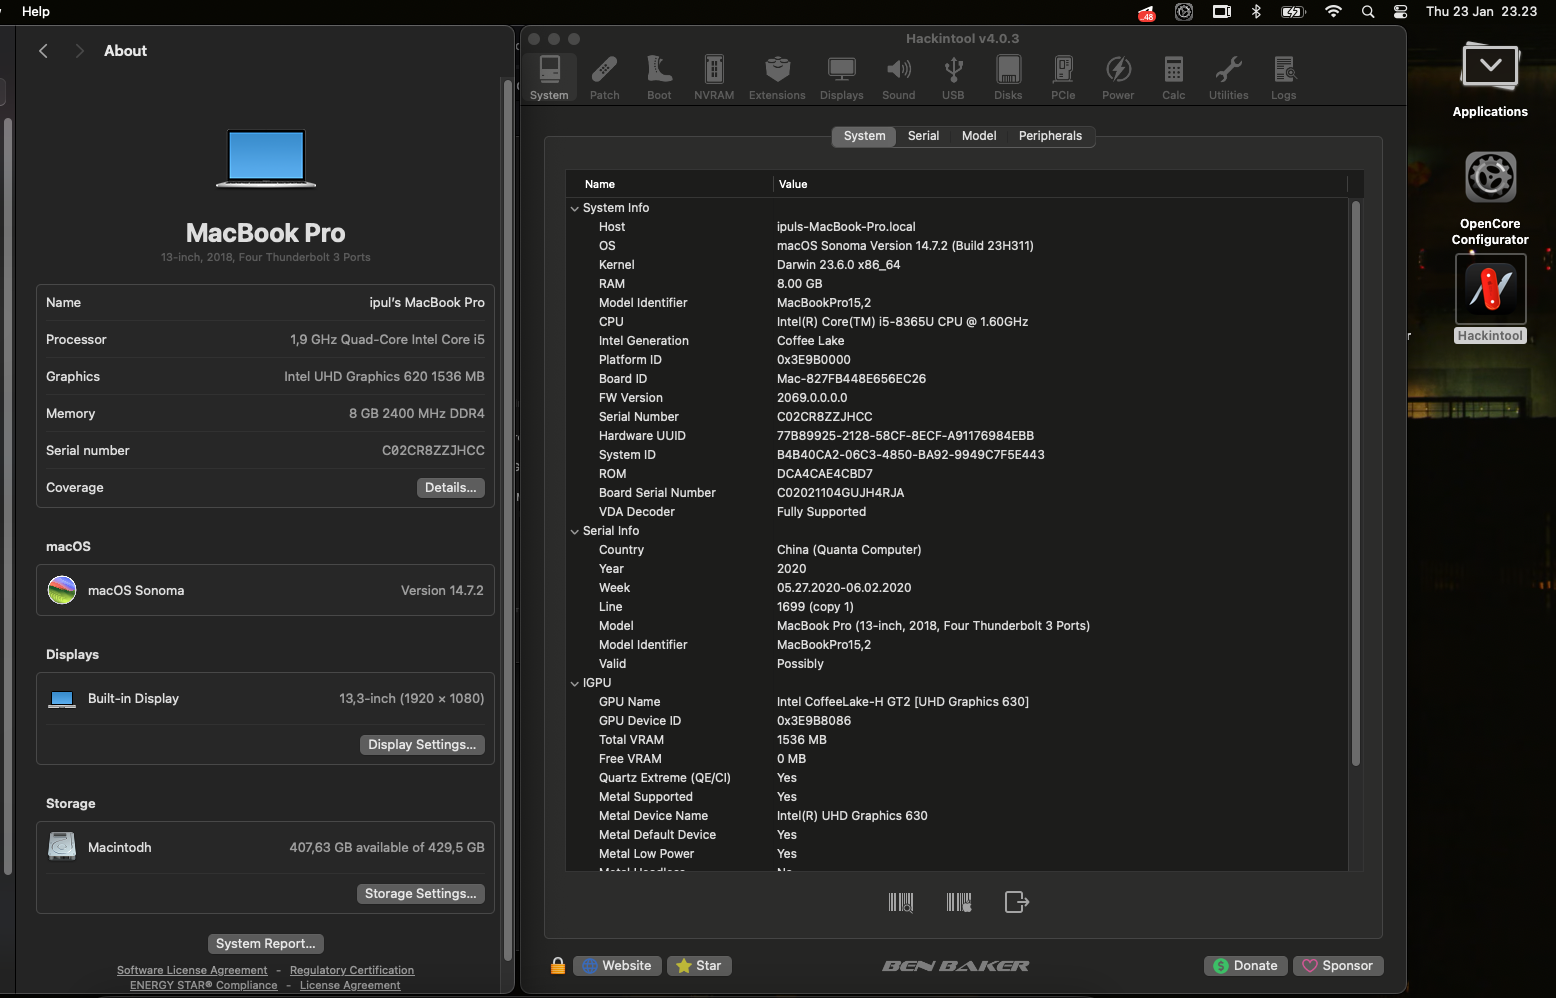 Help
48
Thu 23 Jan 23.23
About
MacBook Pro
13-inch, 2018, Four Thunderbolt 3 Ports
Name ipul's MacBook Pro
Processor 1,9 GHz Quad-Core Intel Core i5
Graphics Intel UHD Graphics 620 1536 MB
Memory 8 GB 2400 MHz DDR4
Serial number C02CR8ZZJHCC
Coverage Details...
macOS
macOS Sonoma Version 14.7.2
Displays
Built-in Display 13,3-inch (1920 × 1080)
Display Settings...
Storage
Macintodh 407,63 GB available of 429,5 GB
Storage Settings...
System Report...
Software License Agreement - Regulatory Certification
ENERGY STAR® Compliance - License Agreement
Hackintool v4.0.3
System Patch Boot NVRAM Extensions Displays Sound USB Disks PCIe Power Calc Utilities Logs
System Serial Model Peripherals
Name Value
System Info
Host ipuls-MacBook-Pro.local
OS macOS Sonoma Version 14.7.2 (Build 23H311)
Kernel Darwin 23.6.0 x86_64
RAM 8.00 GB
Model Identifier MacBookPro15,2
CPU Intel(R) Core(TM) i5-8365U CPU @ 1.60GHz
Intel Generation Coffee Lake
Platform ID 0x3E9B0000
Board ID Mac-827FB448E656EC26
FW Version 2069.0.0.0.0
Serial Number C02CR8ZZJHCC
Hardware UUID 77B89925-2128-58CF-8ECF-A91176984EBB
System ID B4B40CA2-06C3-4850-BA92-9949C7F5E443
ROM DCA4CAE4CBD7
Board Serial Number C02021104GUJH4RJA
VDA Decoder Fully Supported
Serial Info
Country China (Quanta Computer)
Year 2020
Week 05.27.2020-06.02.2020
Line 1699 (copy 1)
Model MacBook Pro (13-inch, 2018, Four Thunderbolt 3 Ports)
Model Identifier MacBookPro15,2
Valid Possibly
IGPU
GPU Name Intel CoffeeLake-H GT2 [UHD Graphics 630]
GPU Device ID 0x3E9B8086
Total VRAM 1536 MB
Free VRAM 0 MB
Quartz Extreme (QE/CI) Yes
Metal Supported Yes
Metal Device Name Intel(R) UHD Graphics 630
Metal Default Device Yes
Metal Low Power Yes
Website Star BEN BAKER Donate Sponsor
Applications
OpenCore
Configurator
Hackintool